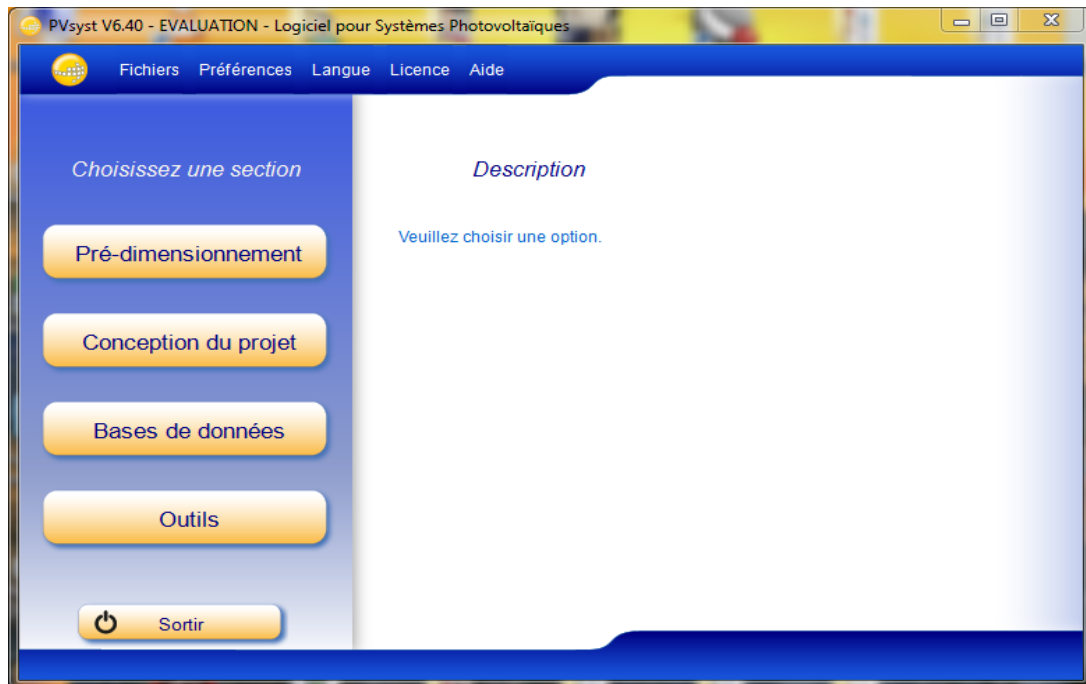 PVsyst V6.40 - EVALUATION - Logiciel pour Systèmes Photovoltaïques
Fichiers Préférences Langue Licence Aide
Choisissez une section
Description
Veuillez choisir une option.
Pré-dimensionnement
Conception du projet
Bases de données
Outils
Sortir